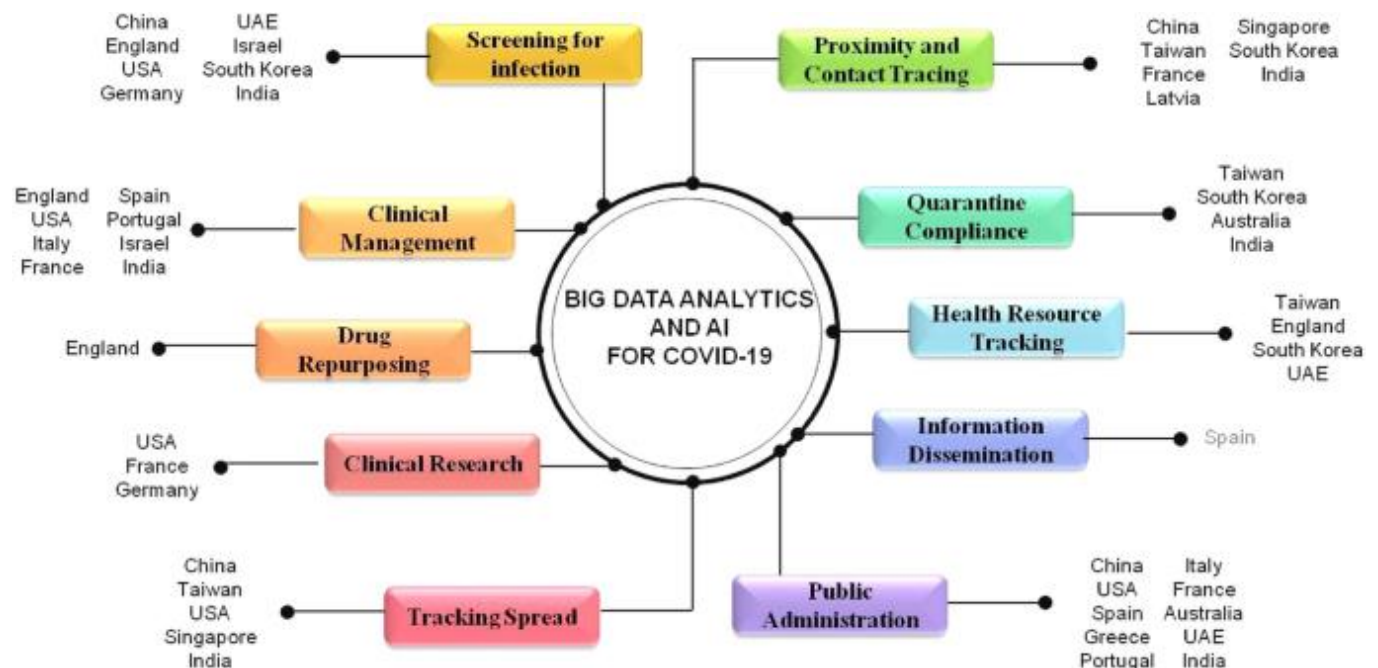 China
England
USA
Germany
UAE
Israel
South Korea
India
Screening for
infection
Proximity and
Contact Tracing
China
Taiwan
France
Latvia
Singapore
South Korea
India
England
USA
Italy
France
Spain
Portugal
Israel
India
Clinical
Management
Quarantine
Compliance
Taiwan
South Korea
Australia
India
BIG DATA ANALYTICS
AND AI
FOR COVID-19
England
Drug
Repurposing
Health Resource
Tracking
Taiwan
England
South Korea
UAE
USA
France
Germany
Clinical Research
Information
Dissemination
Spain
China
Taiwan
USA
Singapore
India
Tracking Spread
Public
Administration
China
USA
Spain
Greece
Portugal
Italy
France
Australia
UAE
India